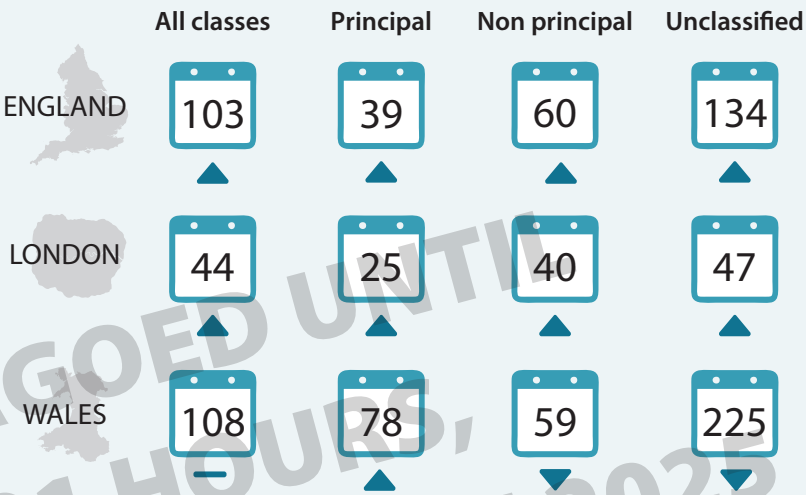 All classes Principal Non principal Unclassified
ENGLAND 103 39 60 134
LONDON 44 25 40 47
WALES 108 78 59 225
GOED UNTIL
HOURS,
2025